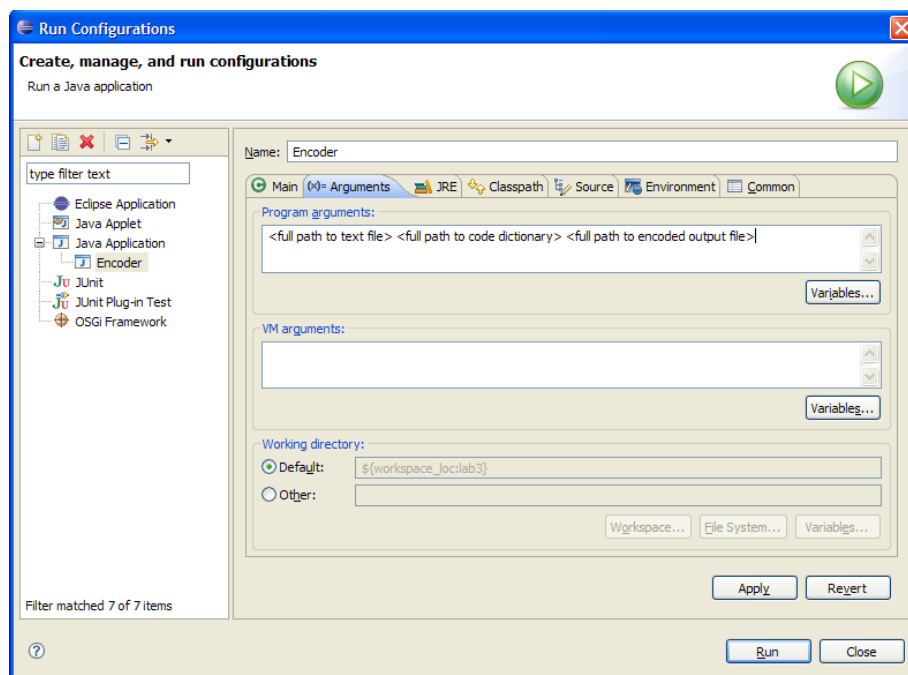 Run Configurations
Create, manage, and run configurations
Run a Java application
type filter text
Eclipse Application
Java Applet
Java Application
Encoder
JUnit
JUnit Plug-in Test
OSGi Framework
Filter matched 7 of 7 items
Name: Encoder
Main (x)= Arguments JRE Classpath Source Environment Common
Program arguments:
<full path to text file> <full path to code dictionary> <full path to encoded output file>
Variables...
VM arguments:
Variables...
Working directory:
Default: ${workspace_loc:lab3}
Other:
Workspace... File System... Variables...
Apply Revert
Run Close